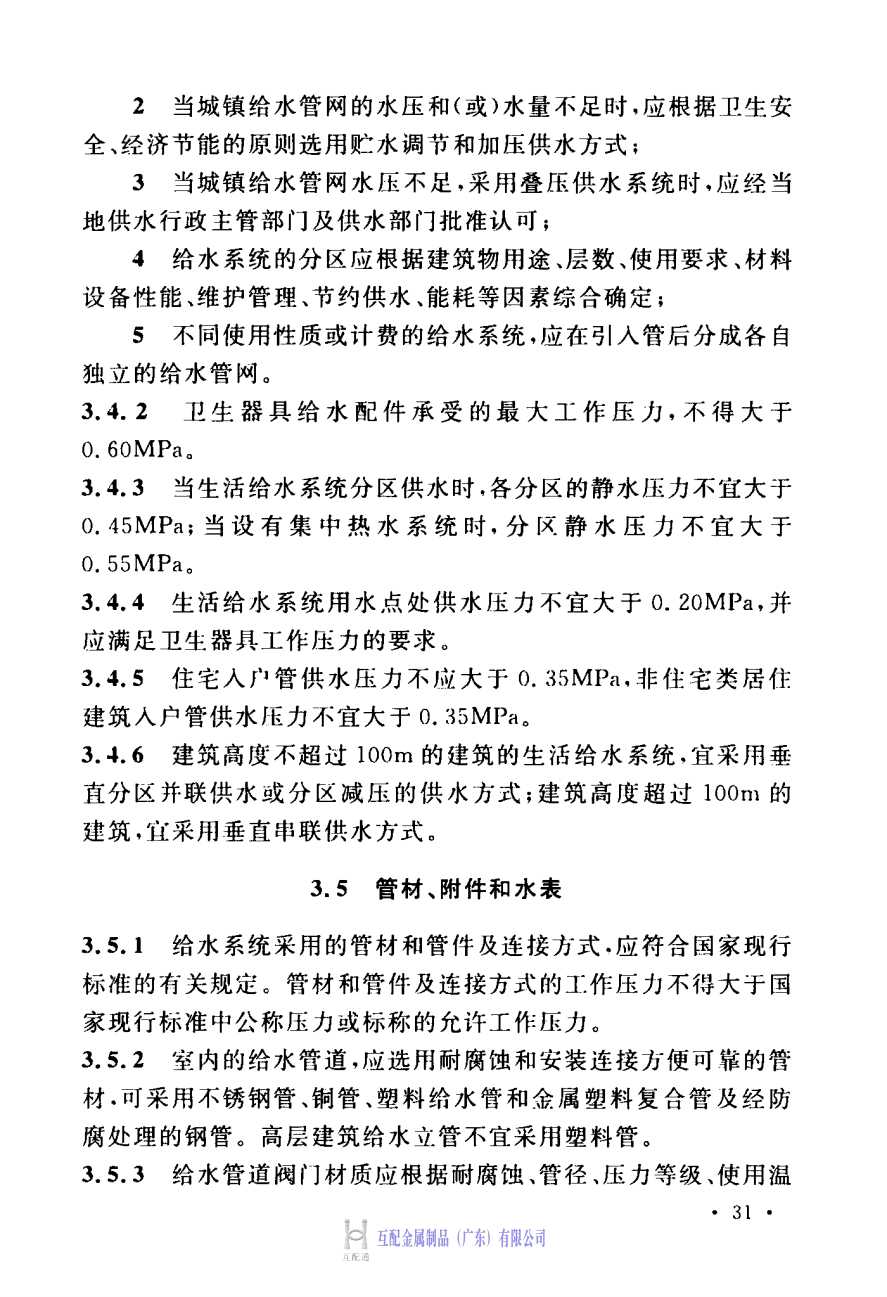 2 当城镇给水管网的水压和(或)水量不足时,应根据卫生安
全、经济节能的原则选用贮水调节和加压供水方式;
3 当城镇给水管网水压不足,采用叠压供水系统时,应经当
地供水行政主管部门及供水部门批准认可;
4 给水系统的分区应根据建筑物用途、层数、使用要求、材料
设备性能、维护管理、节约供水、能耗等因素综合确定;
5 不同使用性质或计费的给水系统,应在引入管后分成各自
独立的给水管网。
3.4.2 卫生器具给水配件承受的最大工作压力,不得大于
0.60MPa。
3.4.3 当生活给水系统分区供水时,各分区的静水压力不宜大于
0.45MPa;当设有集中热水系统时,分区静水压力不宜大于
0.55MPa。
3.4.4 生活给水系统用水点处供水压力不宜大于 0.20MPa,并
应满足卫生器具工作压力的要求。
3.4.5 住宅入户管供水压力不应大于 0.35MPa,非住宅类居住
建筑入户管供水压力不宜大于 0.35MPa。
3.4.6 建筑高度不超过 100m 的建筑的生活给水系统,宜采用垂
直分区并联供水或分区减压的供水方式;建筑高度超过 100m 的
建筑,宜采用垂直串联供水方式。
3.5 管材、附件和水表
3.5.1 给水系统采用的管材和管件及连接方式,应符合国家现行
标准的有关规定。管材和管件及连接方式的工作压力不得大于国
家现行标准中公称压力或标称的允许工作压力。
3.5.2 室内的给水管道,应选用耐腐蚀和安装连接方便可靠的管
材,可采用不锈钢管、铜管、塑料给水管和金属塑料复合管及经防
腐处理的钢管。高层建筑给水立管不宜采用塑料管。
3.5.3 给水管道阀门材质应根据耐腐蚀、管径、压力等级、使用温
• 31 •
互配金属制品(广东)有限公司
互配通